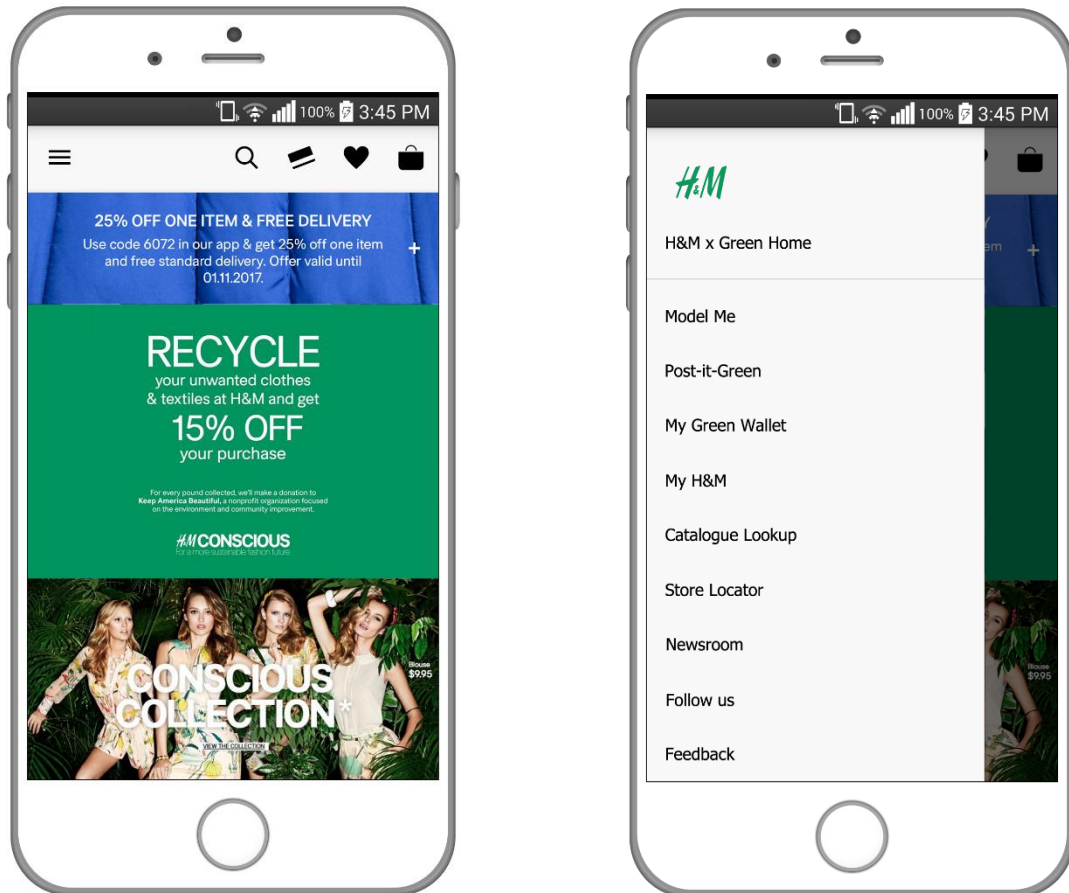 100% 3:45 PM
25% OFF ONE ITEM & FREE DELIVERY
Use code 6072 in our app & get 25% off one item
and free standard delivery. Offer valid until
01.11.2017.
+
RECYCLE
your unwanted clothes
& textiles at H&M and get
15% OFF
your purchase
For every pound collected, we'll make a donation to
Keep America Beautiful, a nonprofit organization focused
on the environment and community improvement.
H&M CONSCIOUS
For a more sustainable fashion future
CONSCIOUS
COLLECTION*
Blouse
$9.95
VIEW THE COLLECTION
100% 3:45 PM
H&M
H&M x Green Home
Model Me
Post-it-Green
My Green Wallet
My H&M
Catalogue Lookup
Store Locator
Newsroom
Follow us
Feedback
Y
em +
Blouse
$9.95